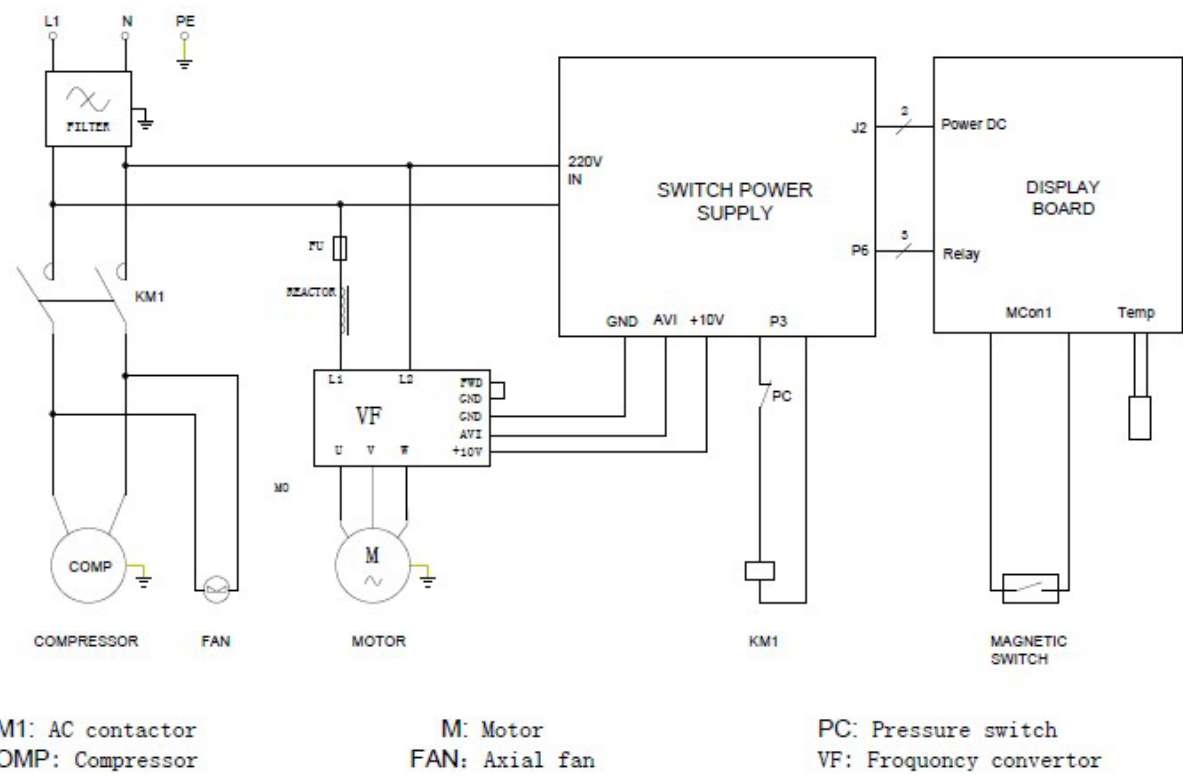 L1 N PE
FILTER
220V
IN
SWITCH POWER
SUPPLY
J2
2
Power DC
DISPLAY
BOARD
P6
3
Relay
FU
KM1
REACTOR
GND AVI +10V P3
MCon1 Temp
L1 L2 FWD
GND
VF
GND
AVI
U V W +10V
PC
M0
COMP
M
COMPRESSOR FAN MOTOR KM1 MAGNETIC
SWITCH
M1: AC contactor M: Motor PC: Pressure switch
OMP: Compressor FAN: Axial fan VF: Froquoncy convertor